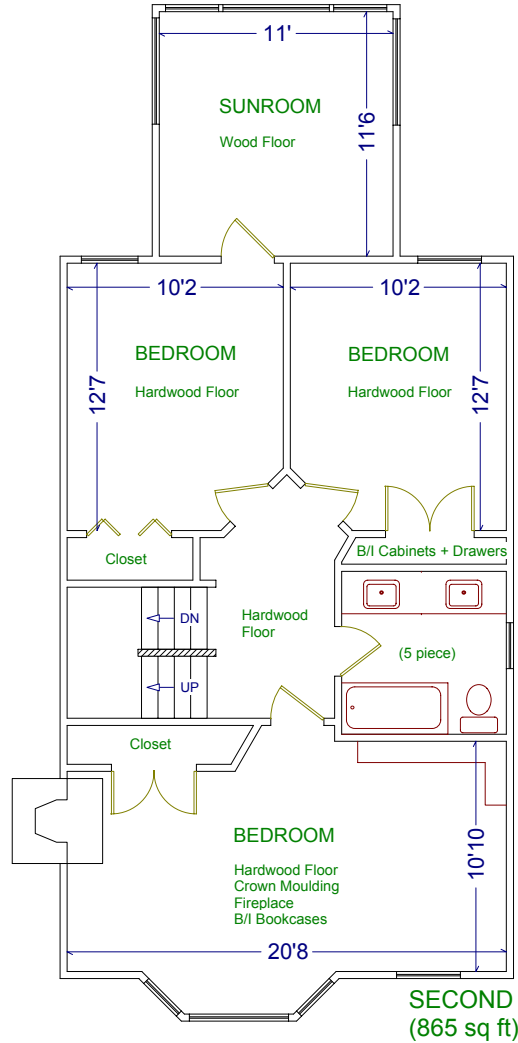 11'
SUNROOM
Wood Floor
11'6
10'2
10'2
BEDROOM
Hardwood Floor
12'7
BEDROOM
Hardwood Floor
12'7
Closet
B/I Cabinets + Drawers
DN
UP
Hardwood
Floor
(5 piece)
Closet
BEDROOM
Hardwood Floor
Crown Moulding
Fireplace
B/I Bookcases
10'10
20'8
SECOND
(865 sq ft)